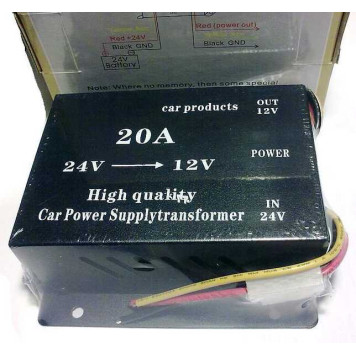 Red +24V
Red (power out)
Black GND
Black GND
24V
Battery
Note: Where no memory, then some special
car products
OUT
12V
20A
24V → 12V
POWER
High quality
Car Power Supplytransformer
IN
24V